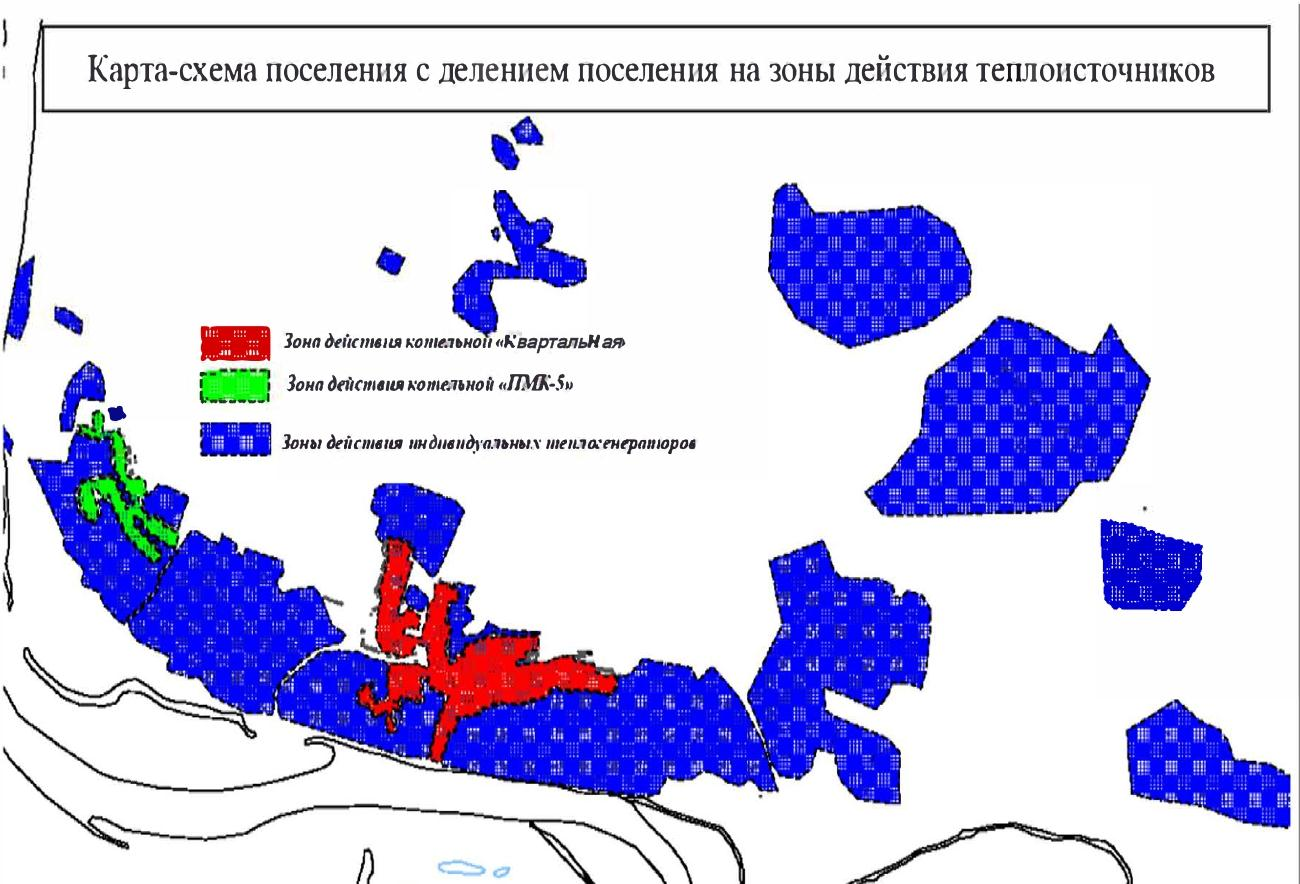 Карта-схема поселения с делением поселения на зоны действия теплоисточников
Зона действия котельной «Квартальная»
Зона действия котельной «ПМК-5»
Зоны действия индивидуальных теплогенераторов